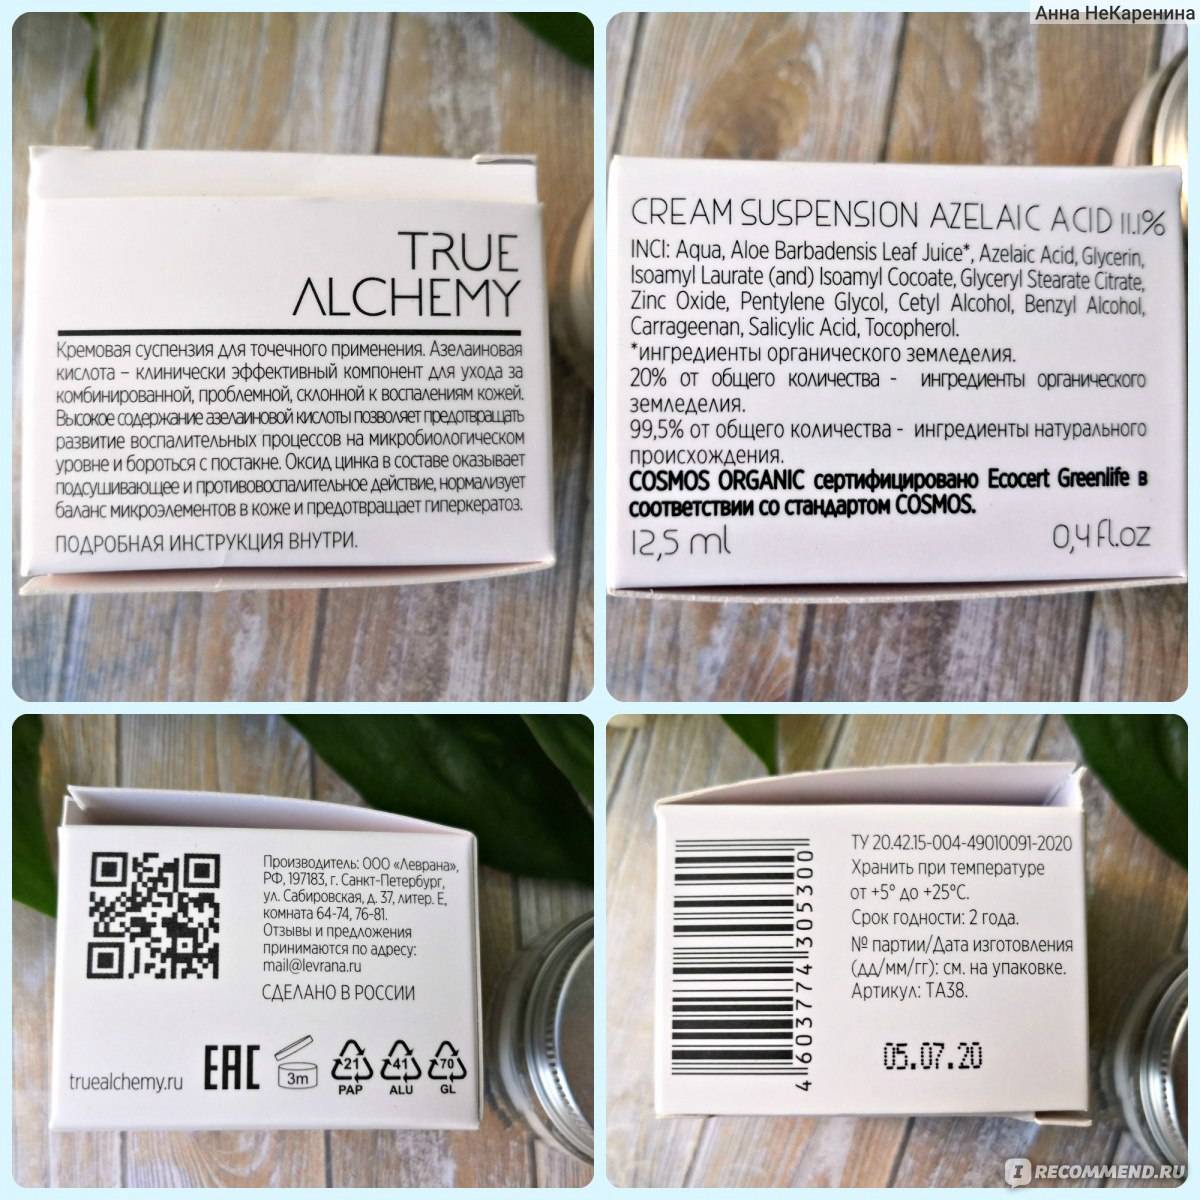 Анна НеКаренина
TRUE
ALCHEMY
Кремовая суспензия для точечного применения. Азелаиновая
кислота – клинически эффективный компонент для ухода за
комбинированной, проблемной, склонной к воспалениям кожей.
Высокое содержание азелаиновой кислоты позволяет предотвращать
развитие воспалительных процессов на микробиологическом
уровне и бороться с постакне. Оксид цинка в составе оказывает
подсушивающее и противовоспалительное действие, нормализует
баланс микроэлементов в коже и предотвращает гиперкератоз.
ПОДРОБНАЯ ИНСТРУКЦИЯ ВНУТРИ.
CREAM SUSPENSION AZELAIC ACID 11.1%
INCI: Aqua, Aloe Barbadensis Leaf Juice*, Azelaic Acid, Glycerin,
Isoamyl Laurate (and) Isoamyl Cocoate, Glyceryl Stearate Citrate,
Zinc Oxide, Pentylene Glycol, Cetyl Alcohol, Benzyl Alcohol,
Carrageenan, Salicylic Acid, Tocopherol.
*ингредиенты органического земледелия.
20% от общего количества - ингредиенты органического
земледелия.
99,5% от общего количества - ингредиенты натурального
происхождения.
COSMOS ORGANIC сертифицировано Ecocert Greenlife в
соответствии со стандартом COSMOS.
12,5 ml 0,4 fl.oz
Производитель: ООО «Леврана»,
РФ, 197183, г. Санкт-Петербург,
ул. Сабировская, д. 37, литер. Е,
комната 64-74, 76-81.
Отзывы и предложения
принимаются по адресу:
mail@levrana.ru
СДЕЛАНО В РОССИИ
truealchemy.ru
EAC
3m
21
PAP
41
ALU
70
GL
4603774305300
ТУ 20.42.15-004-49010091-2020
Хранить при температуре
от +5° до +25°С.
Срок годности: 2 года.
№ партии/Дата изготовления
(дд/мм/гг): см. на упаковке.
Артикул: ТА38.
05.07.20
IRECOMMEND.RU